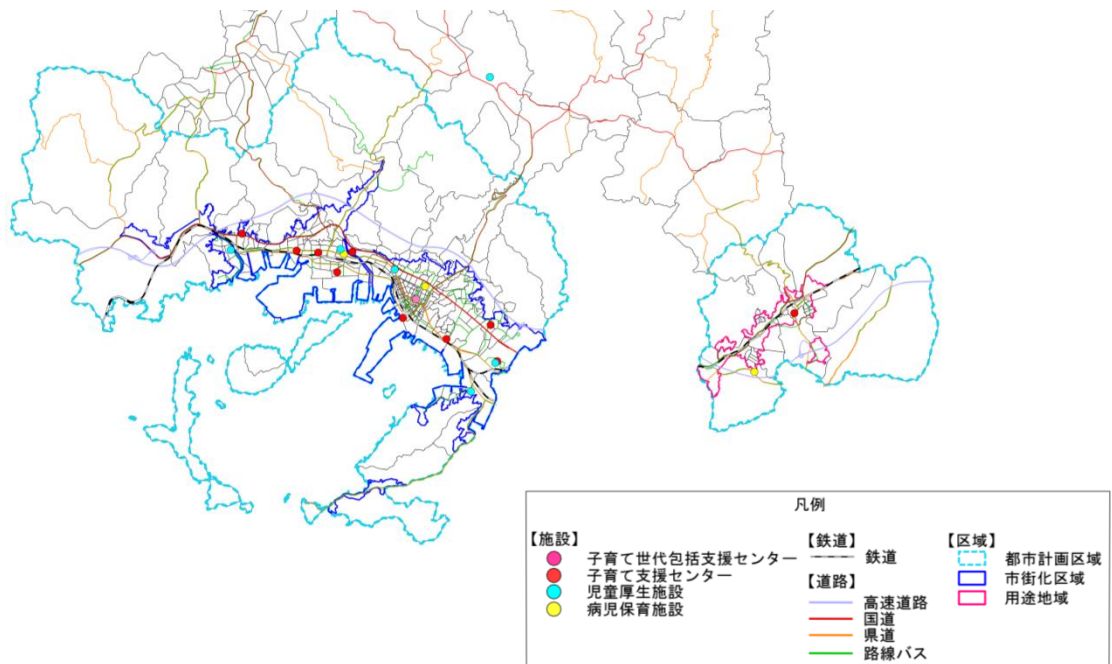 凡例
【施設】
子育て世代包括支援センター
子育て支援センター
児童厚生施設
病児保育施設
【鉄道】
鉄道
【道路】
高速道路
国道
県道
路線バス
【区域】
都市計画区域
市街化区域
用途地域